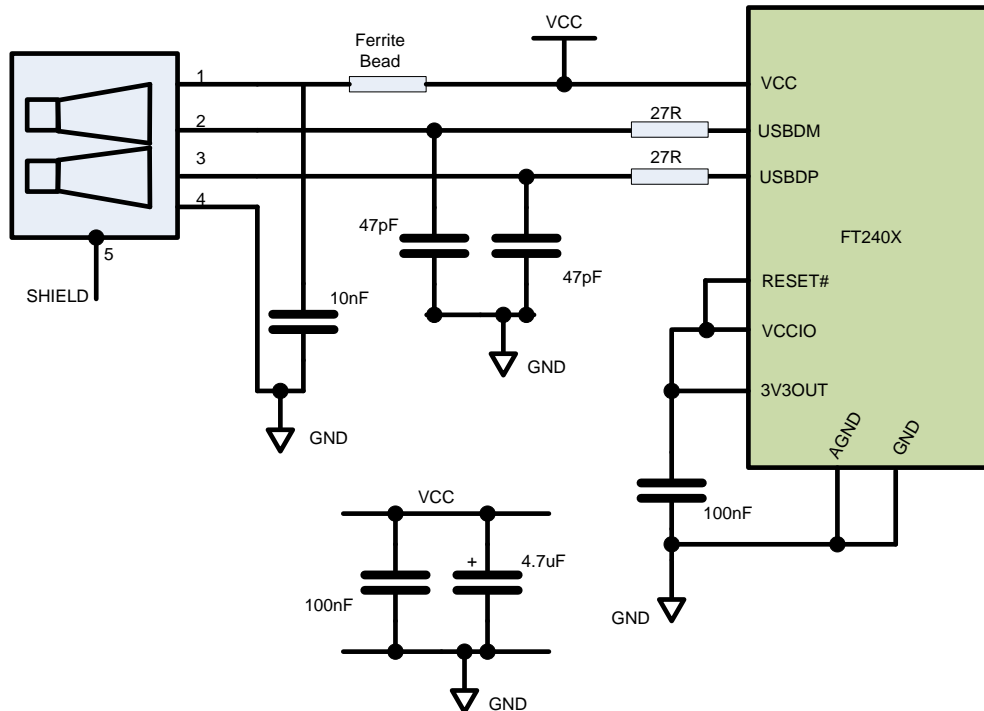 VCC
Ferrite
Bead
1
VCC
27R
2
USBDM
27R
3
USBDP
4
47pF
FT240X
5
47pF
RESET#
SHIELD
10nF
VCCIO
GND
3V3OUT
GND
AGND
GND
VCC
100nF
+
4.7uF
100nF
GND
GND